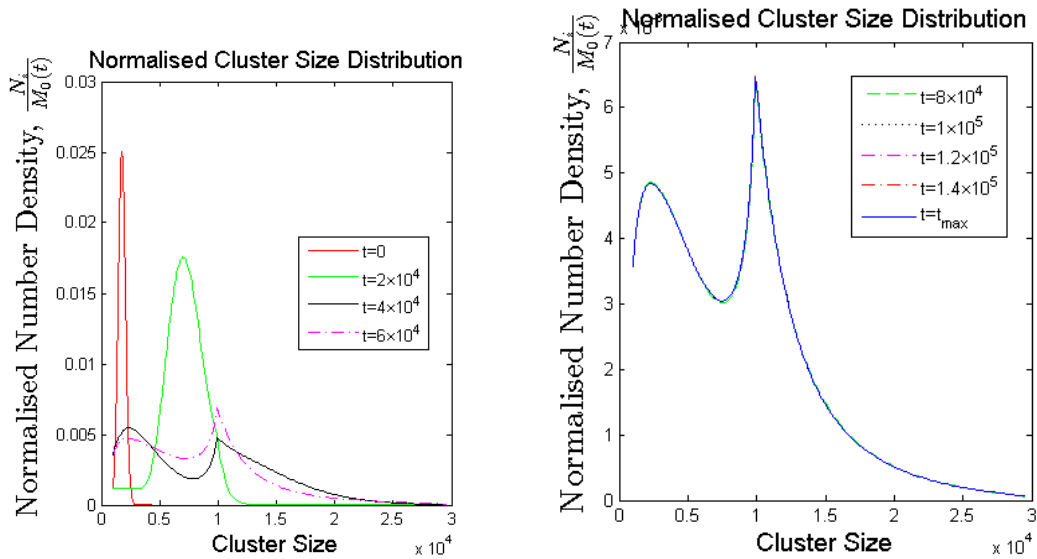 Normalised Cluster Size Distribution
Normalised Number Density, N_i/M_0(t)
0.03
0.025
0.02
0.015
0.01
0.005
0
t=0
t=2×10^4
t=4×10^4
t=6×10^4
0 0.5 1 1.5 2 2.5 3
× 10^4
Cluster Size
Normalised Cluster Size Distribution
Normalised Number Density, N_i/M_0(t)
7
6
5
4
3
2
1
0
t=8×10^4
t=1×10^5
t=1.2×10^5
t=1.4×10^5
t=t_max
0 0.5 1 1.5 2 2.5 3
× 10^4
Cluster Size